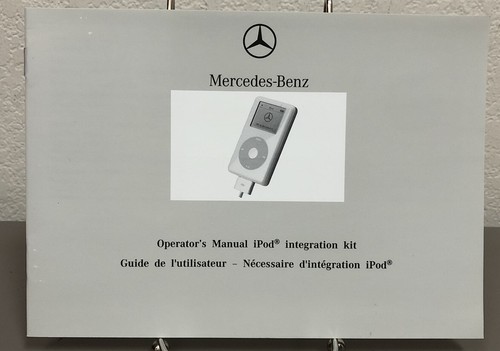 Mercedes-Benz
Operator's Manual iPod® integration kit
Guide de l'utilisateur – Nécessaire d'intégration iPod®